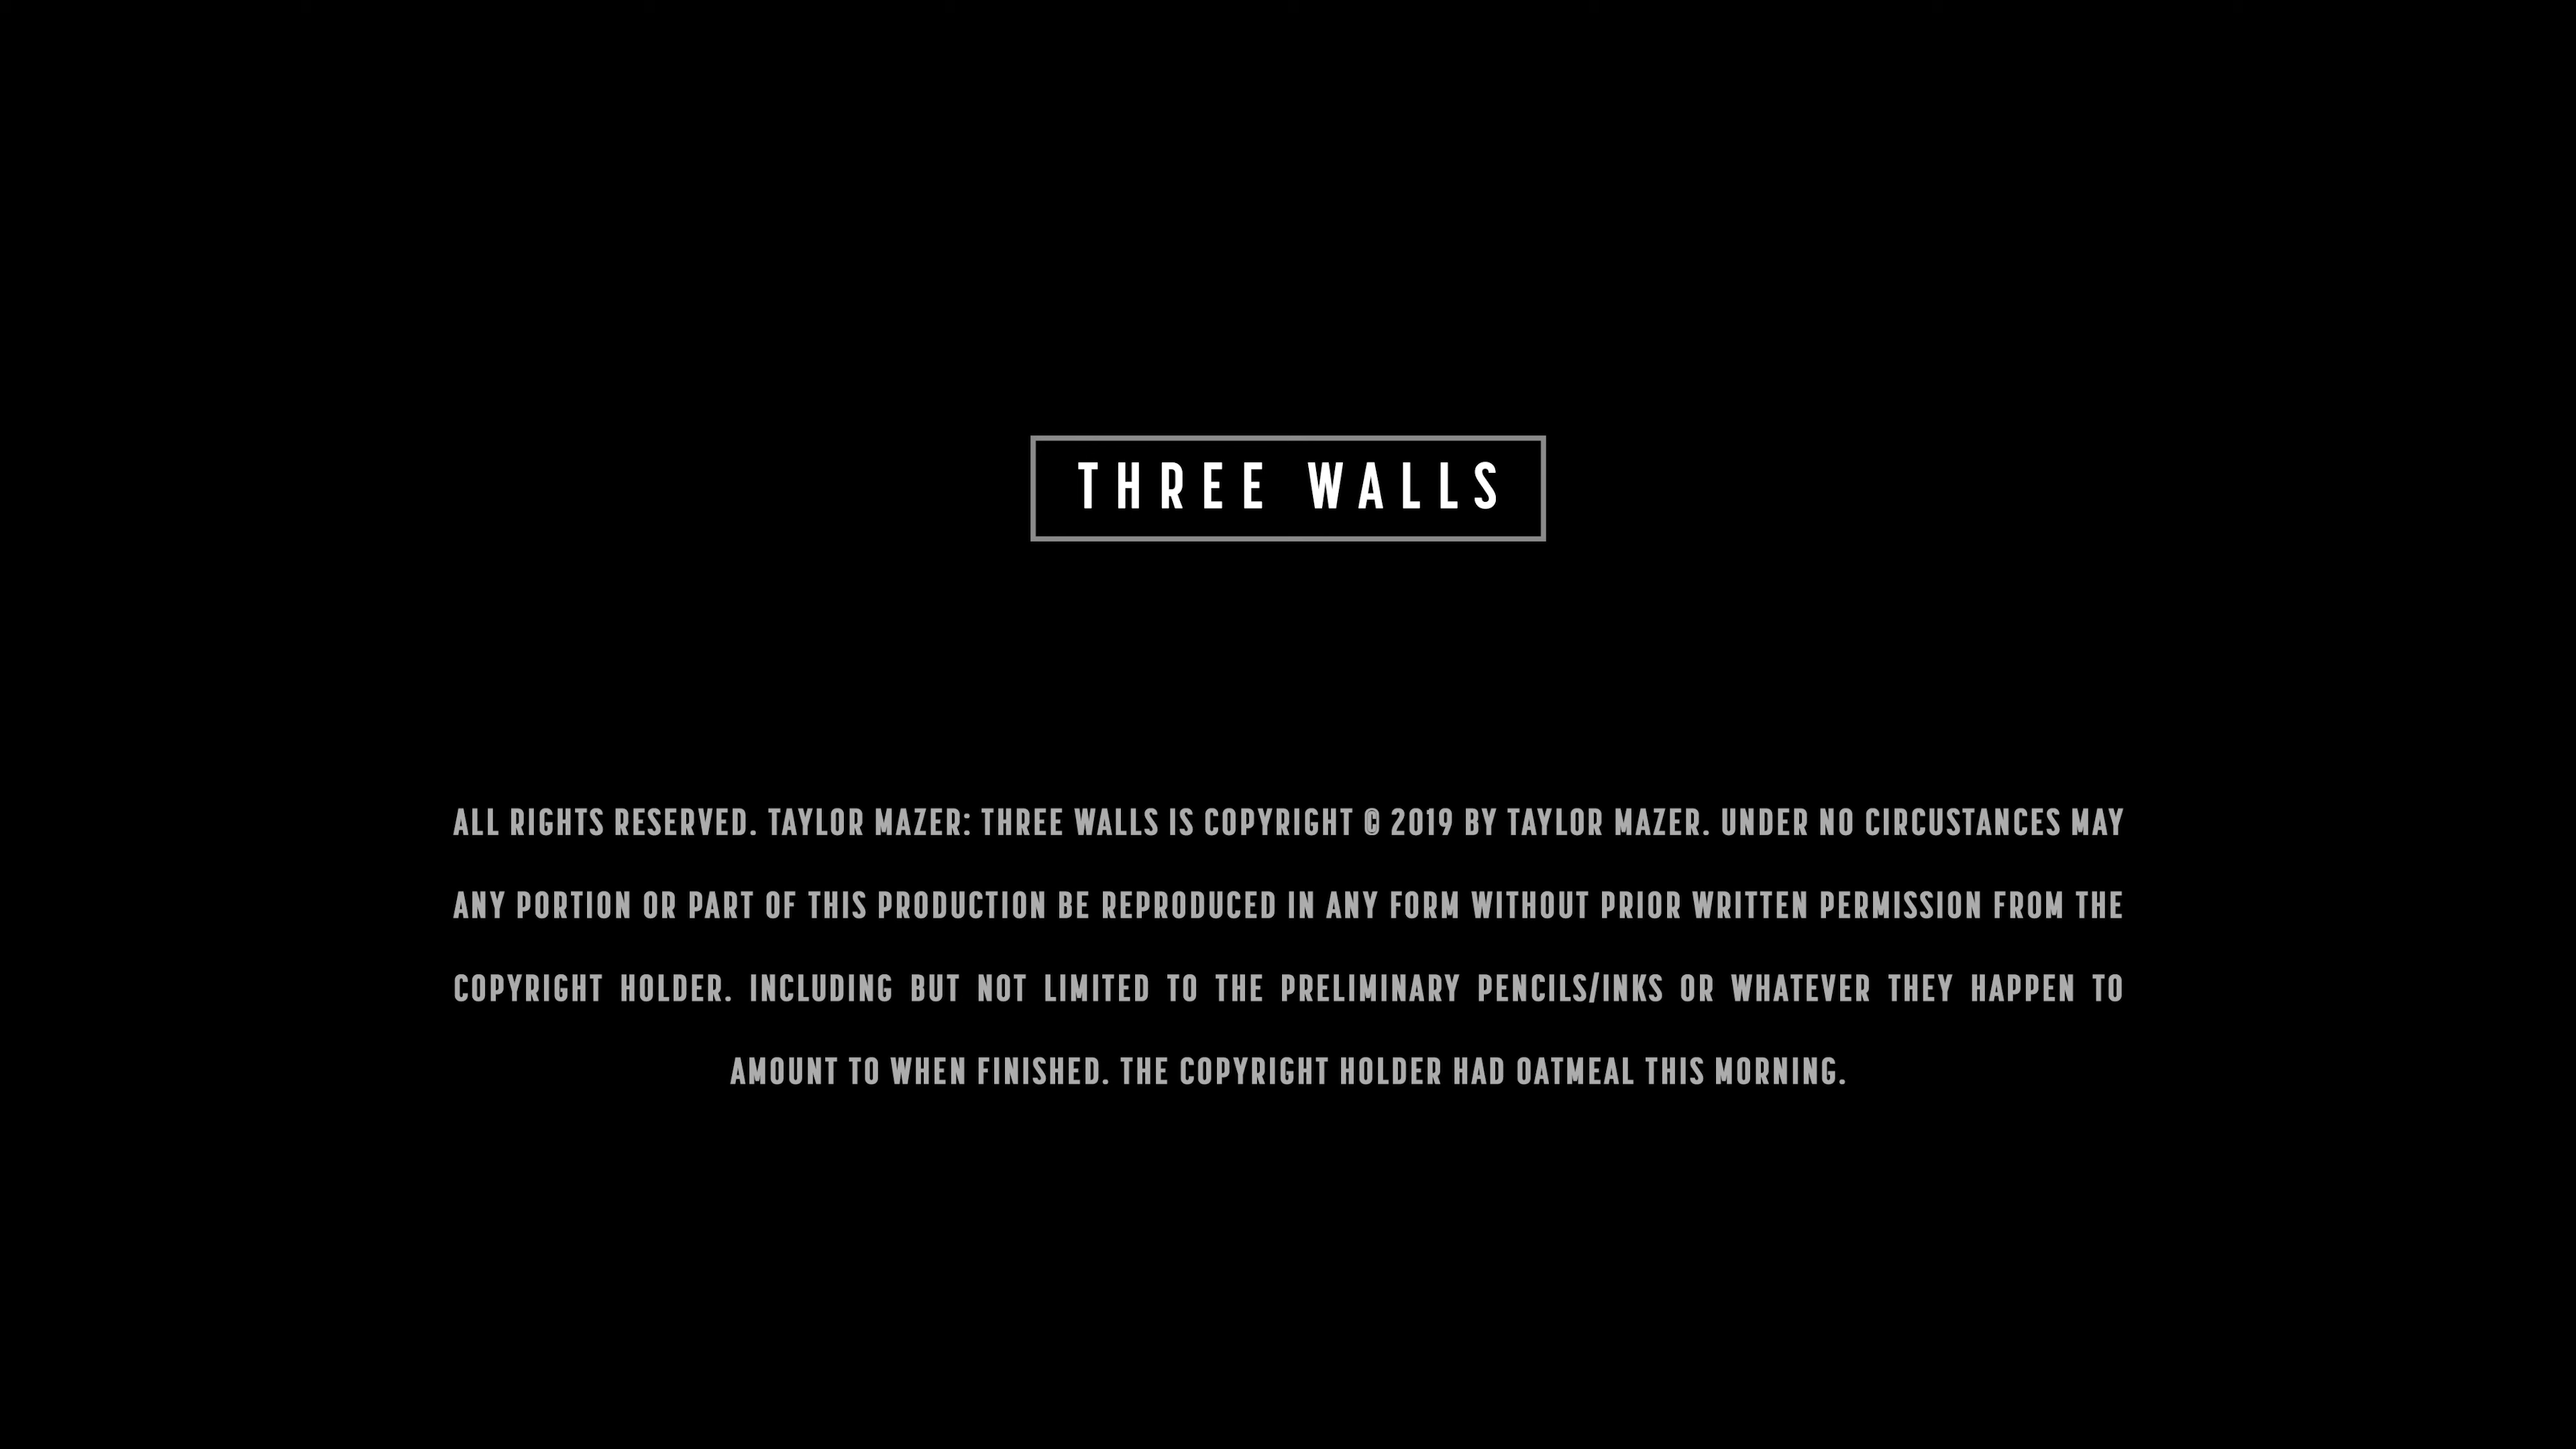 THREE WALLS
ALL RIGHTS RESERVED. TAYLOR MAZER: THREE WALLS IS COPYRIGHT © 2019 BY TAYLOR MAZER. UNDER NO CIRCUSTANCES MAY
ANY PORTION OR PART OF THIS PRODUCTION BE REPRODUCED IN ANY FORM WITHOUT PRIOR WRITTEN PERMISSION FROM THE
COPYRIGHT HOLDER. INCLUDING BUT NOT LIMITED TO THE PRELIMINARY PENCILS/INKS OR WHATEVER THEY HAPPEN TO
AMOUNT TO WHEN FINISHED. THE COPYRIGHT HOLDER HAD OATMEAL THIS MORNING.